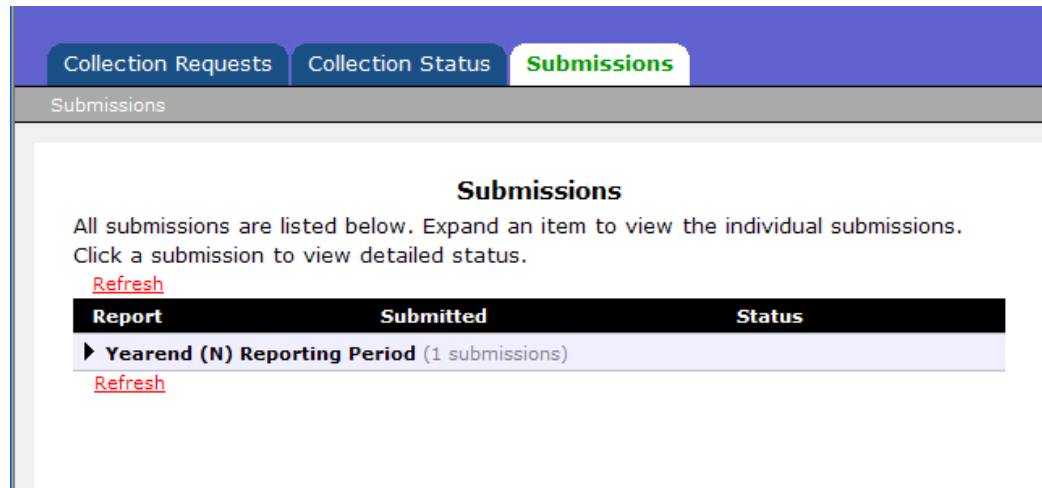 Collection Requests Collection Status Submissions
Submissions
Submissions
All submissions are listed below. Expand an item to view the individual submissions.
Click a submission to view detailed status.
Refresh
Report Submitted Status
Yearend (N) Reporting Period (1 submissions)
Refresh